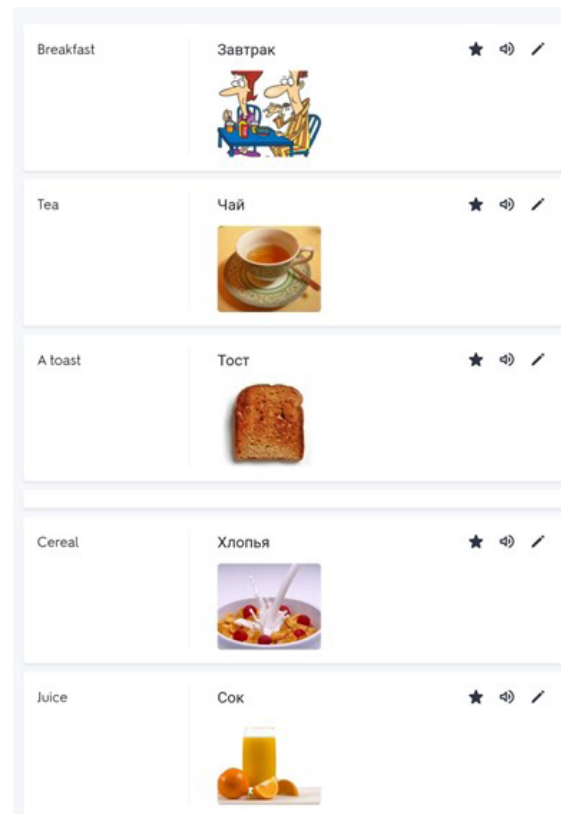 Breakfast Завтрак
Tea Чай
A toast Тост
Cereal Хлопья
Juice Сок